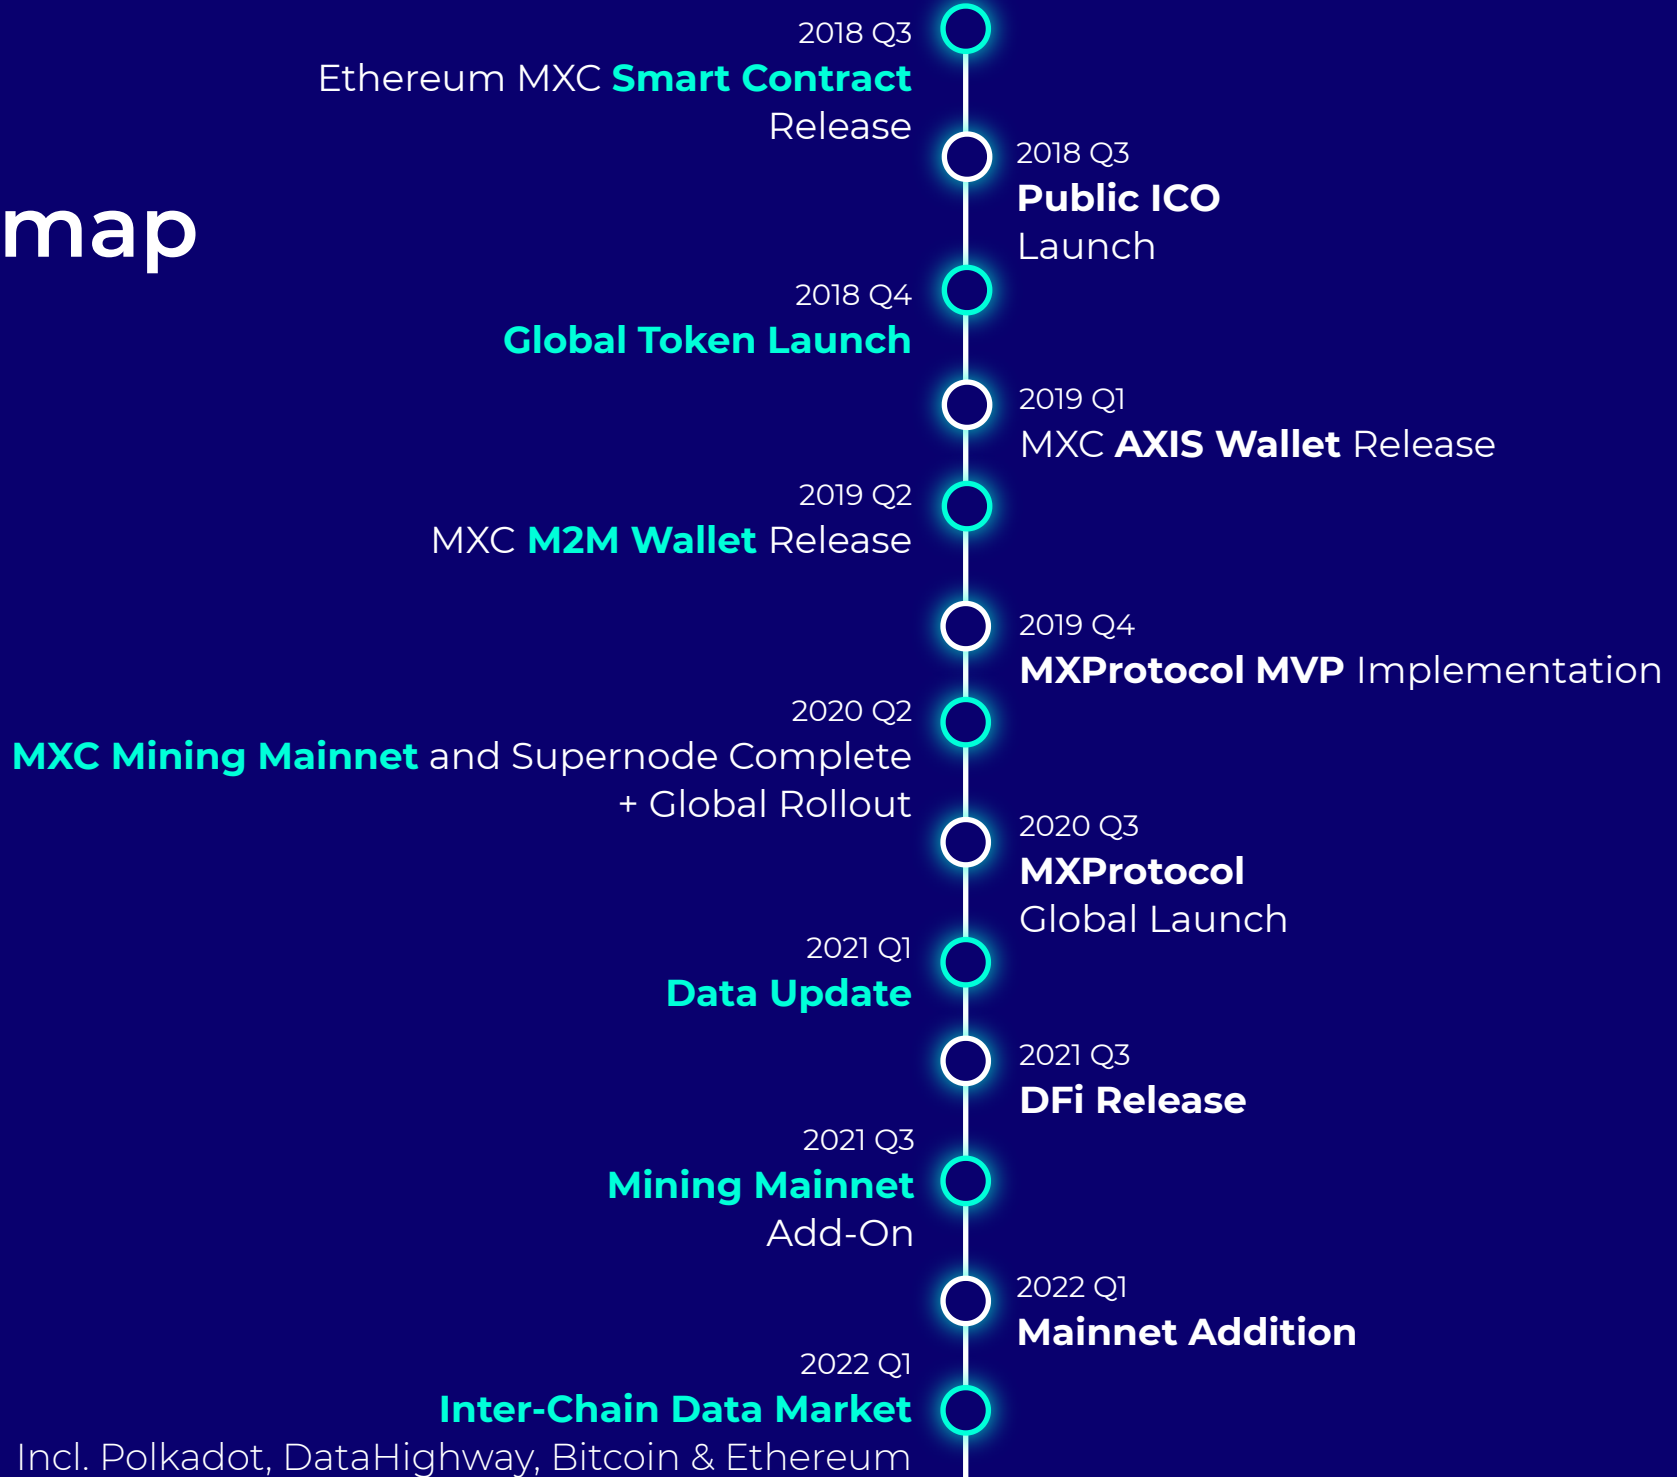 2018 Q3
Ethereum MXC Smart Contract
Release
2018 Q3
Public ICO
Launch
map
2018 Q4
Global Token Launch
2019 Q1
MXC AXIS Wallet Release
2019 Q2
MXC M2M Wallet Release
2019 Q4
MXProtocol MVP Implementation
2020 Q2
MXC Mining Mainnet and Supernode Complete
+ Global Rollout
2020 Q3
MXProtocol
Global Launch
2021 Q1
Data Update
2021 Q3
DFi Release
2021 Q3
Mining Mainnet
Add-On
2022 Q1
Mainnet Addition
2022 Q1
Inter-Chain Data Market
Incl. Polkadot, DataHighway, Bitcoin & Ethereum